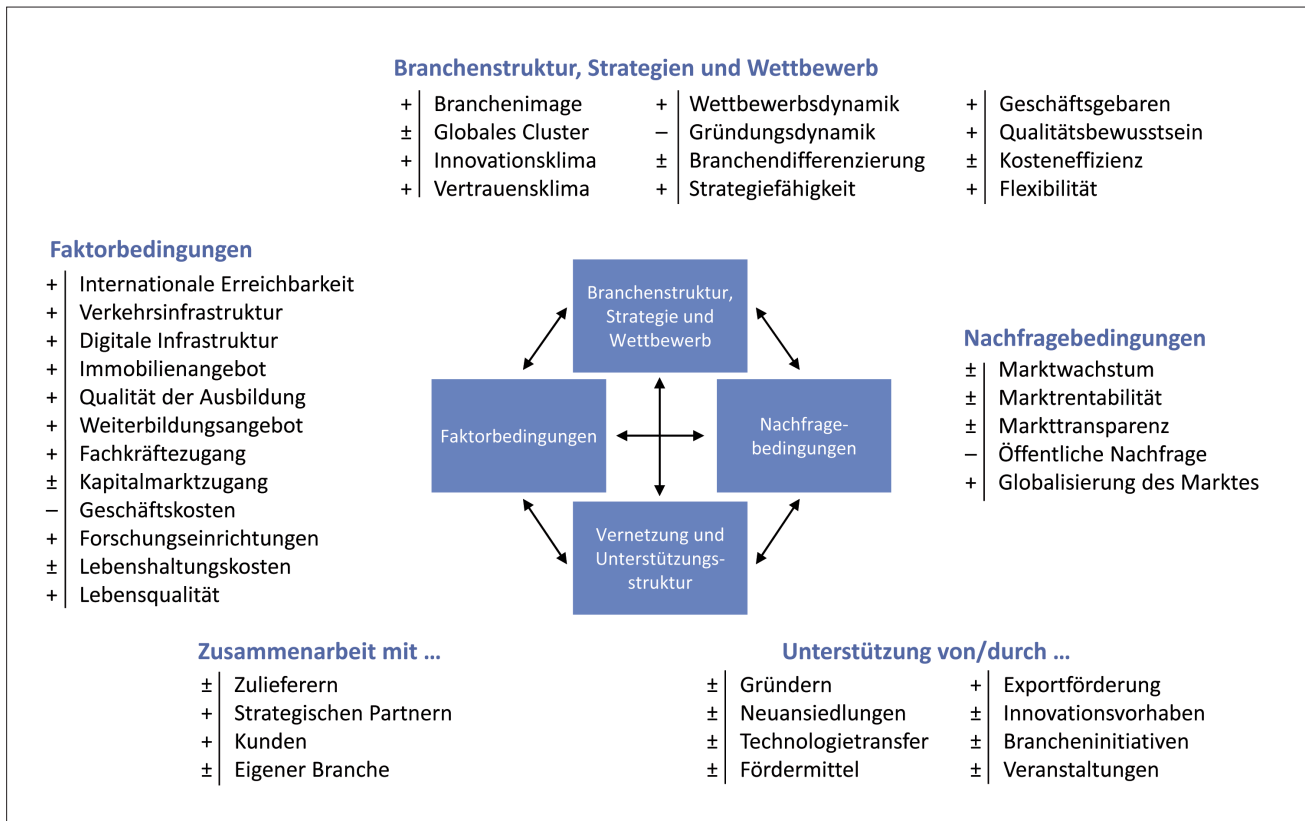 Branchenstruktur, Strategien und Wettbewerb
+ Branchenimage
± Globales Cluster
+ Innovationsklima
+ Vertrauensklima
+ Wettbewerbsdynamik
– Gründungsdynamik
± Branchendifferenzierung
+ Strategiefähigkeit
+ Geschäftsgebaren
+ Qualitätsbewusstsein
± Kosteneffizienz
+ Flexibilität
Faktorbedingungen
+ Internationale Erreichbarkeit
+ Verkehrsinfrastruktur
+ Digitale Infrastruktur
+ Immobilienangebot
+ Qualität der Ausbildung
+ Weiterbildungsangebot
+ Fachkräftezugang
± Kapitalmarktzugang
– Geschäftskosten
+ Forschungseinrichtungen
± Lebenshaltungskosten
+ Lebensqualität
Branchenstruktur,
Strategie und
Wettbewerb
Faktorbedingungen
Nachfrage-
bedingungen
Vernetzung und
Unterstützungs-
struktur
Nachfragebedingungen
± Marktwachstum
± Marktrentabilität
± Markttransparenz
– Öffentliche Nachfrage
+ Globalisierung des Marktes
Zusammenarbeit mit ...
± Zulieferern
+ Strategischen Partnern
+ Kunden
± Eigener Branche
Unterstützung von/durch ...
± Gründern
± Neuansiedlungen
± Technologietransfer
± Fördermittel
+ Exportförderung
± Innovationsvorhaben
± Brancheninitiativen
± Veranstaltungen